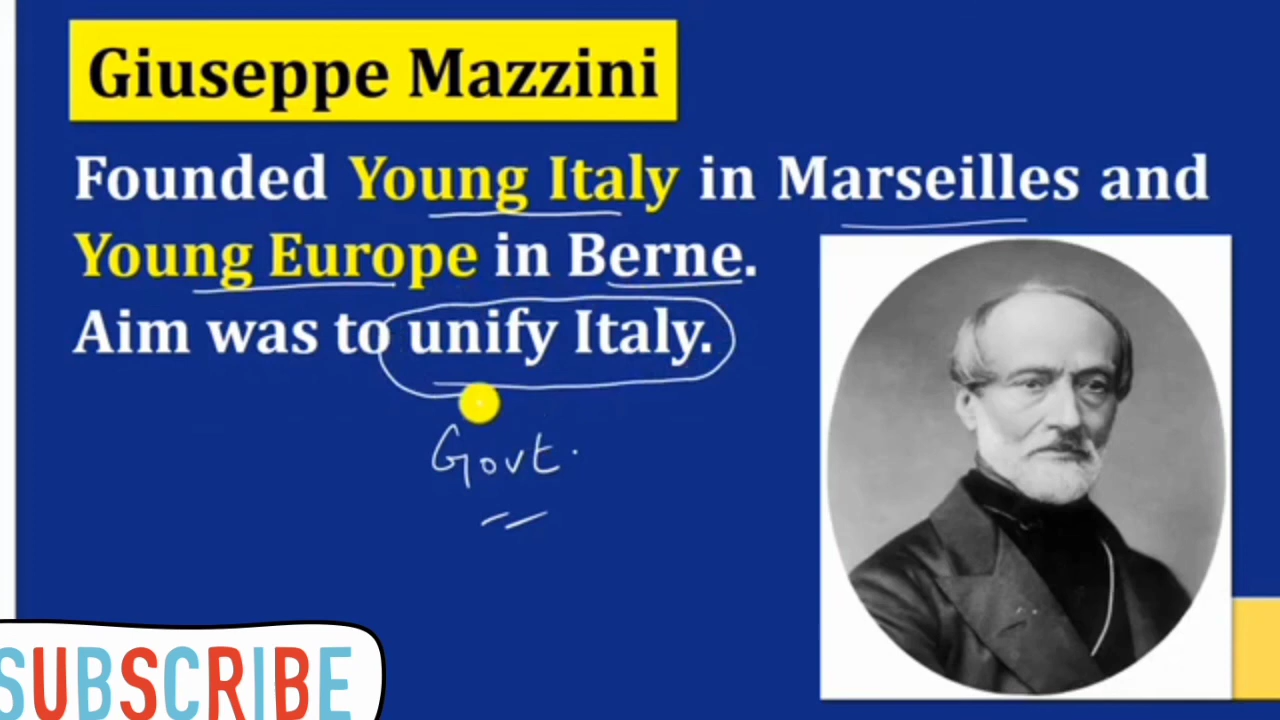 Giuseppe Mazzini
Founded Young Italy in Marseilles and
Young Europe in Berne.
Aim was to unify Italy.
Govt.
SUBSCRIBE